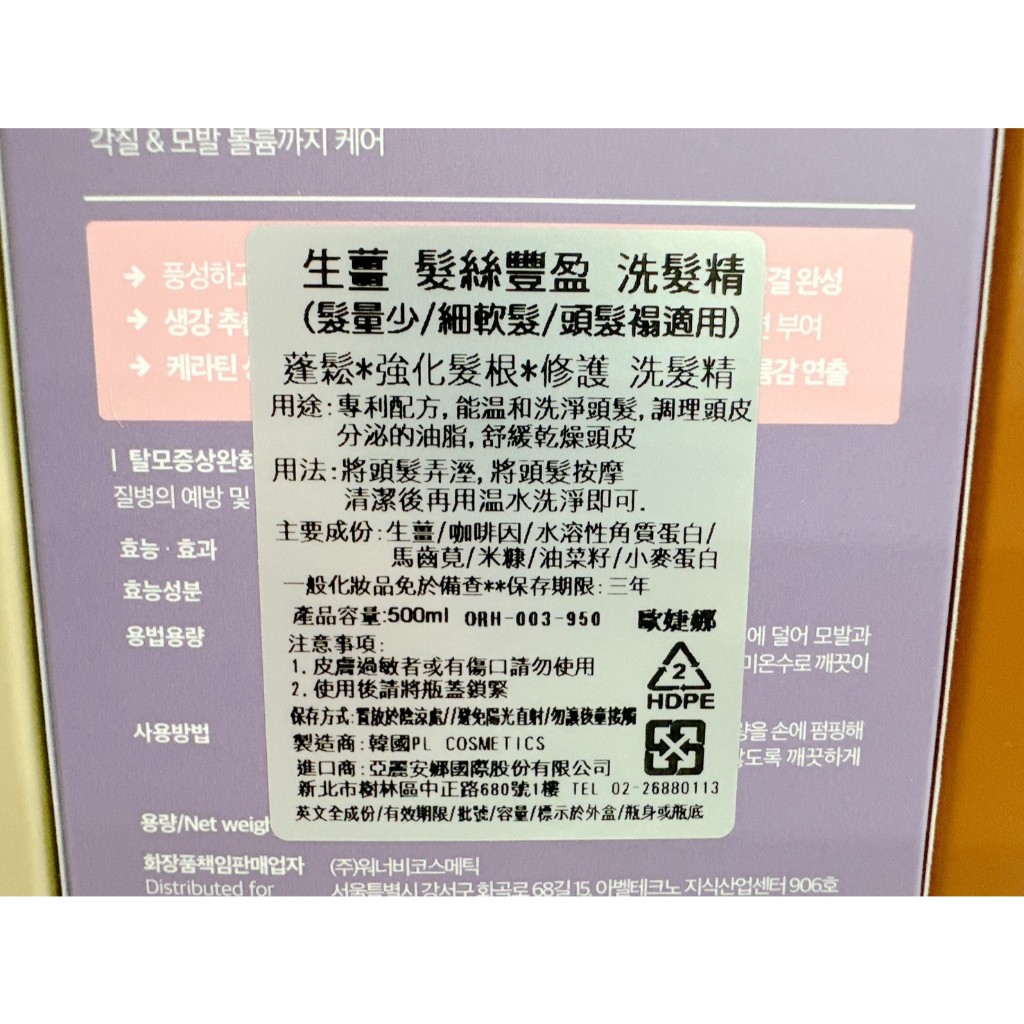 각질 & 모발 볼륨까지 케어
→ 풍성하고
결 완성
→ 생강 추출
부여
→ 케라틴
륨감 연출
生薑 髮絲豐盈 洗髮精
(髮量少/細軟髮/頭髮褟適用)
蓬鬆*強化髮根*修護 洗髮精
用途:專利配方,能温和洗淨頭髮,調理頭皮
分泌的油脂,舒緩乾燥頭皮
用法:將頭髮弄溼,將頭髮按摩
清潔後再用温水洗淨即可.
主要成份:生薑/咖啡因/水溶性角質蛋白/
馬齒莧/米糠/油菜籽/小麥蛋白
一般化妝品免於備查**保存期限:三年
產品容量:500ml ORH-003-950 歐婕娜
注意事項:
1.皮膚過敏者或有傷口請勿使用
2.使用後請將瓶蓋鎖緊
2
HDPE
保存方式:置放於陰涼處//避免陽光直射/勿讓孩童接觸
製造商:韓國PL COSMETICS
進口商:亞麗安娜國際股份有限公司
新北市樹林區中正路680號1樓 TEL 02-26880113
英文全成份/有效期限/批號/容量/標示於外盒/瓶身或瓶底
| 탈모증상완화
질병의 예방 및
효능·효과
효능성분
용법용량
에 덜어 모발과
미온수로 깨끗이
사용방법
량을 손에 펌핑해
않도록 깨끗하게
용량/Net weigh
화장품책임판매업자 (주)워너비코스메틱
Distributed for 서울특별시 강서구 화곡로 68길 15, 아벨테크노 지식산업센터 906호